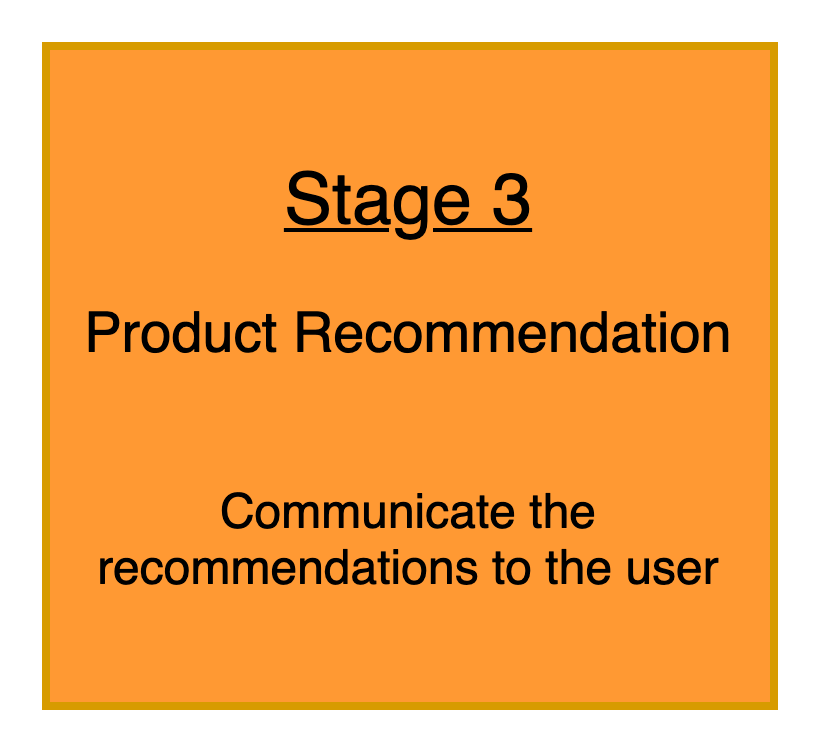 Stage 3
Product Recommendation
Communicate the
recommendations to the user